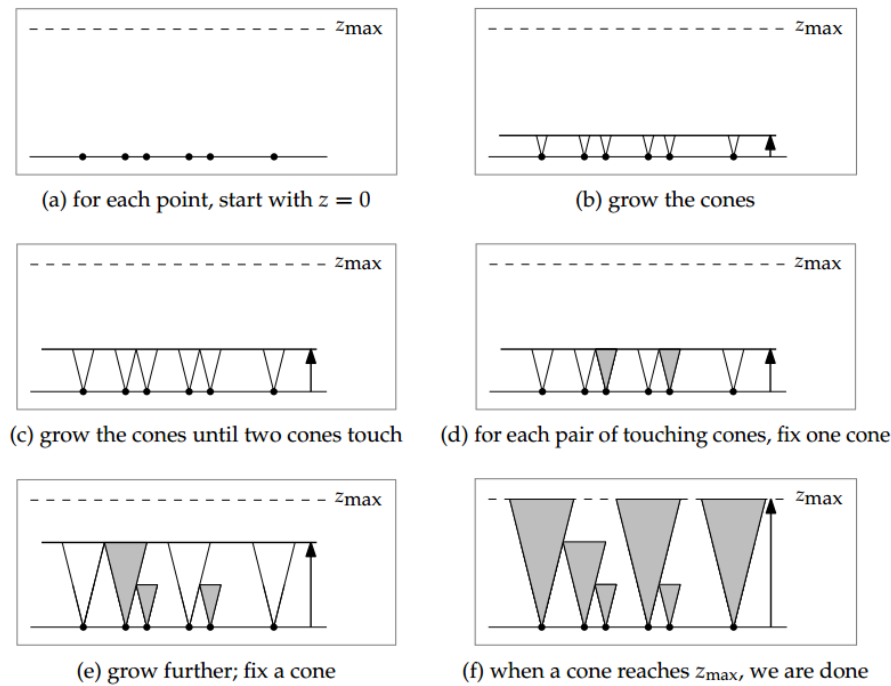 zmax
zmax
(a) for each point, start with z = 0
(b) grow the cones
zmax
zmax
(c) grow the cones until two cones touch
(d) for each pair of touching cones, fix one cone
zmax
zmax
(e) grow further; fix a cone
(f) when a cone reaches zmax, we are done